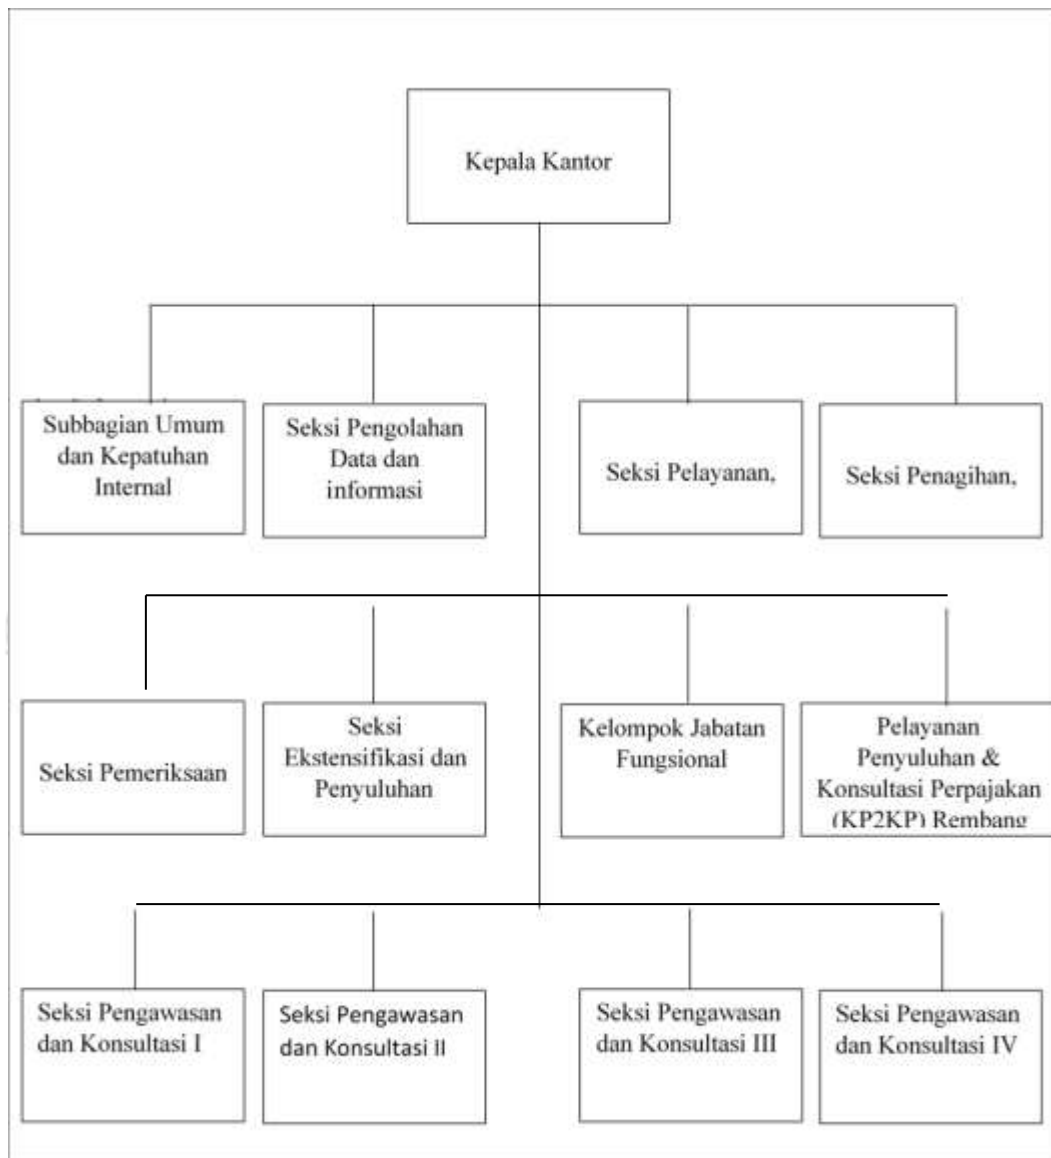 Kepala Kantor
Subbagian Umum
dan Kepatuhan
Internal
Seksi Pengolahan
Data dan
informasi
Seksi Pelayanan,
Seksi Penagihan,
Seksi Pemeriksaan
Seksi
Ekstensifikasi dan
Penyuluhan
Kelompok Jabatan
Fungsional
Pelayanan
Penyuluhan &
Konsultasi Perpajakan
(KP2KP) Rembang
Seksi Pengawasan
dan Konsultasi I
Seksi Pengawasan
dan Konsultasi II
Seksi Pengawasan
dan Konsultasi III
Seksi Pengawasan
dan Konsultasi IV